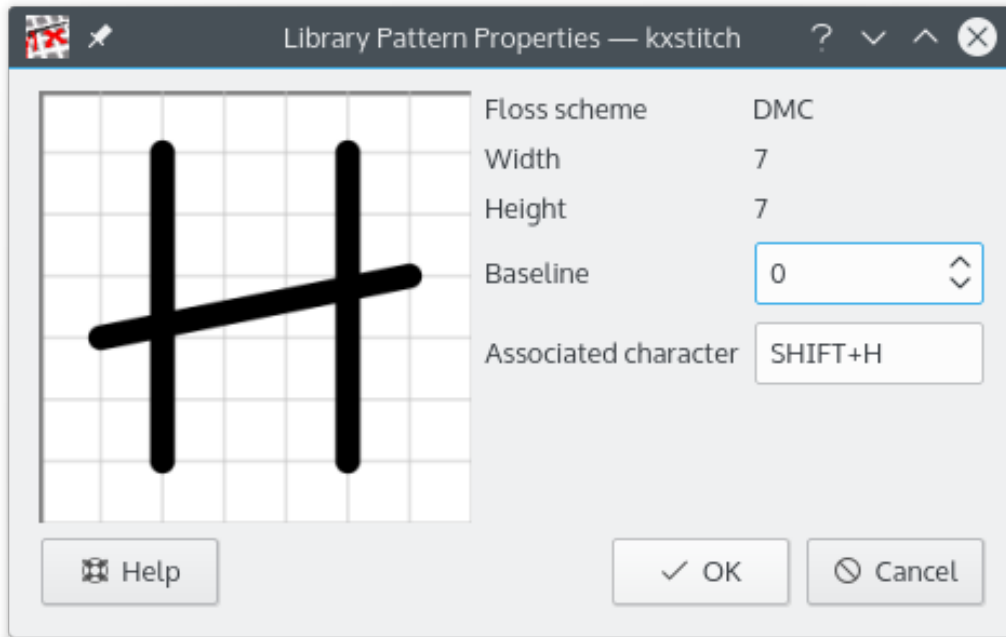 Library Pattern Properties — kxstitch
Floss scheme DMC
Width 7
Height 7
Baseline 0
Associated character SHIFT+H
Help OK Cancel